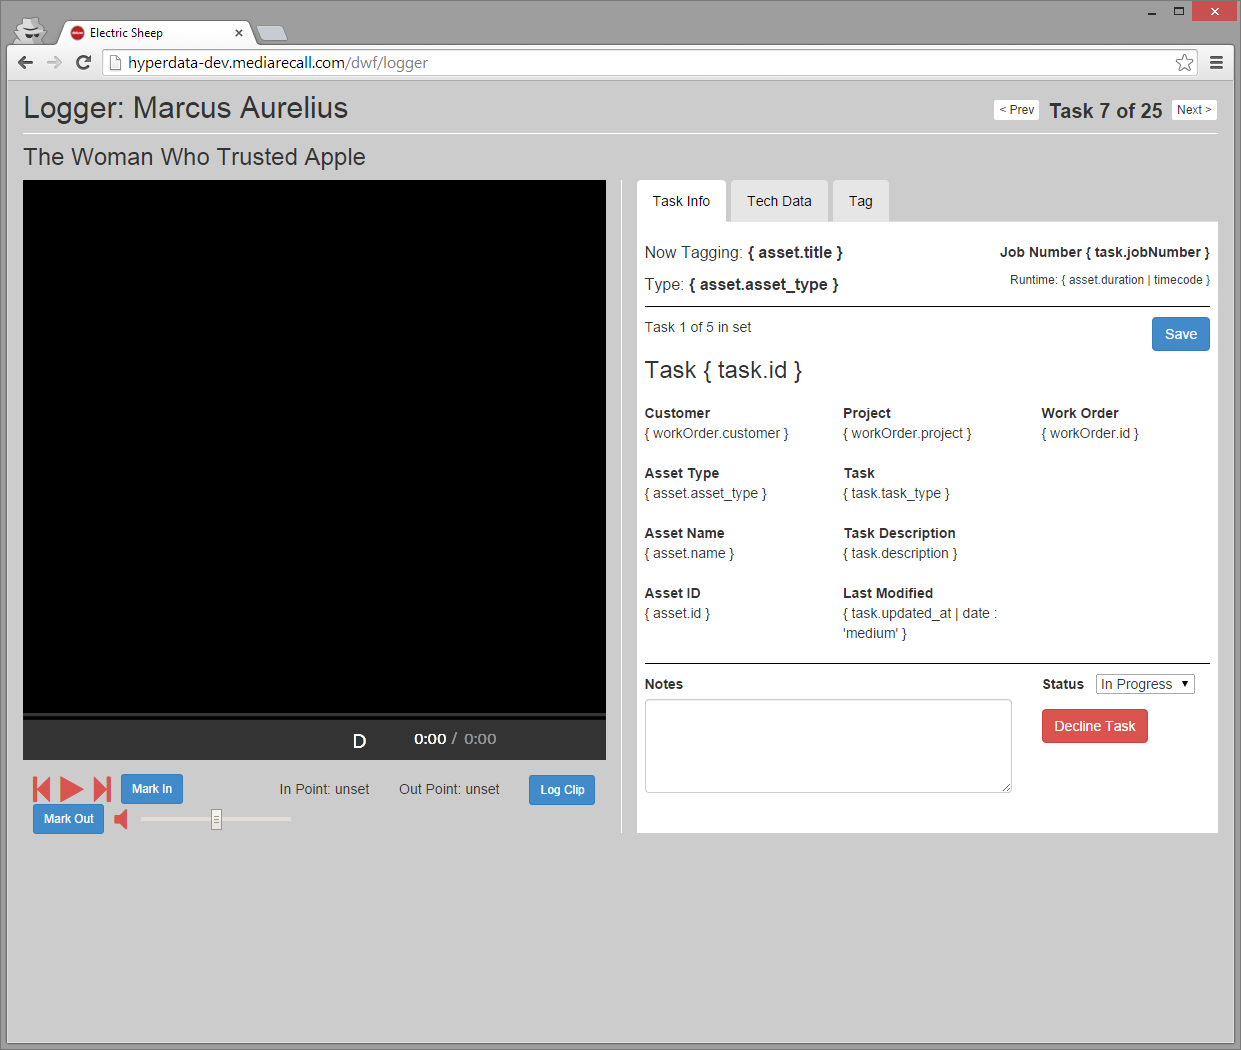 Electric Sheep
hyperdata-dev.mediarecall.com/dwf/logger
Logger: Marcus Aurelius
< Prev
Task 7 of 25
Next >
The Woman Who Trusted Apple
Task Info
Tech Data
Tag
Now Tagging: { asset.title }
Job Number { task.jobNumber }
Type: { asset.asset_type }
Runtime: { asset.duration | timecode }
Task 1 of 5 in set
Save
Task { task.id }
Customer
Project
Work Order
{ workOrder.customer }
{ workOrder.project }
{ workOrder.id }
Asset Type
Task
{ asset.asset_type }
{ task.task_type }
Asset Name
Task Description
{ asset.name }
{ task.description }
Asset ID
Last Modified
{ asset.id }
{ task.updated_at | date :
'medium' }
Notes
Status
In Progress
Decline Task
D
0:00 / 0:00
Mark In
In Point: unset
Out Point: unset
Log Clip
Mark Out